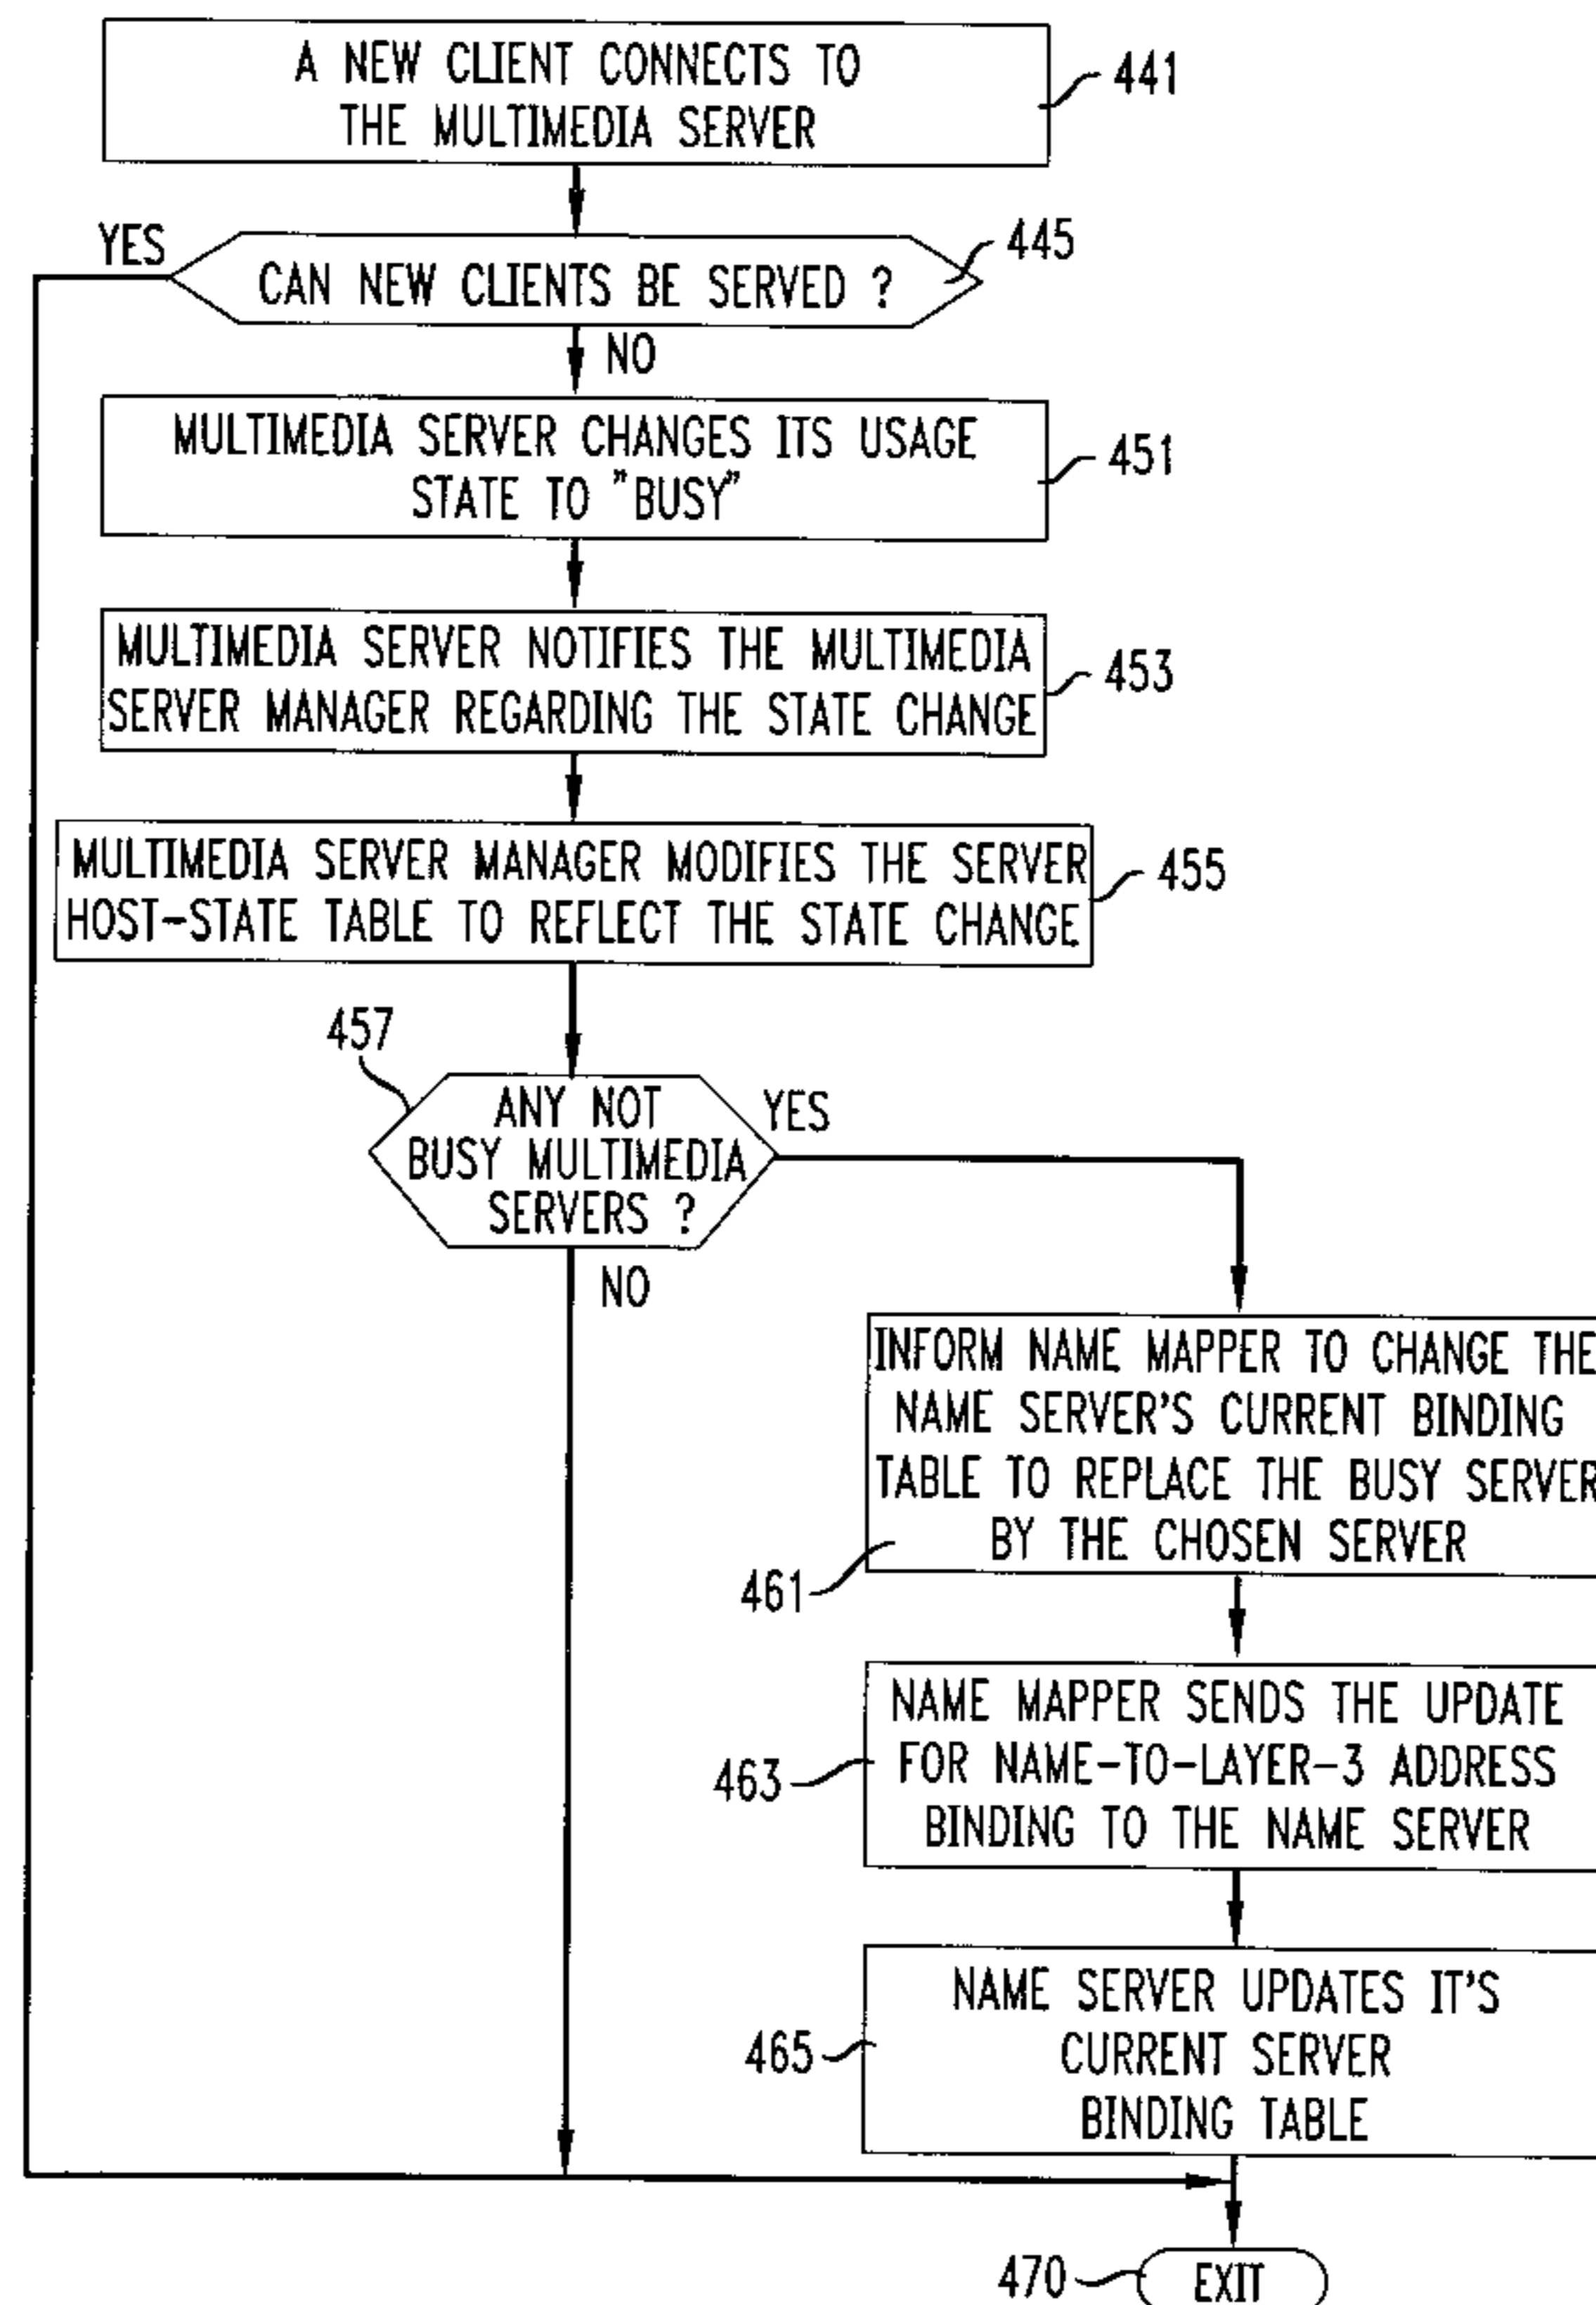 A NEW CLIENT CONNECTS TO
THE MULTIMEDIA SERVER
441
YES
445
CAN NEW CLIENTS BE SERVED ?
NO
MULTIMEDIA SERVER CHANGES ITS USAGE
STATE TO "BUSY"
451
MULTIMEDIA SERVER NOTIFIES THE MULTIMEDIA
SERVER MANAGER REGARDING THE STATE CHANGE
453
MULTIMEDIA SERVER MANAGER MODIFIES THE SERVER
HOST-STATE TABLE TO REFLECT THE STATE CHANGE
455
457
ANY NOT
BUSY MULTIMEDIA
SERVERS ?
YES
NO
INFORM NAME MAPPER TO CHANGE THE
NAME SERVER'S CURRENT BINDING
TABLE TO REPLACE THE BUSY SERVER
BY THE CHOSEN SERVER
461
NAME MAPPER SENDS THE UPDATE
FOR NAME-TO-LAYER-3 ADDRESS
BINDING TO THE NAME SERVER
463
NAME SERVER UPDATES IT'S
CURRENT SERVER
BINDING TABLE
465
470
EXIT